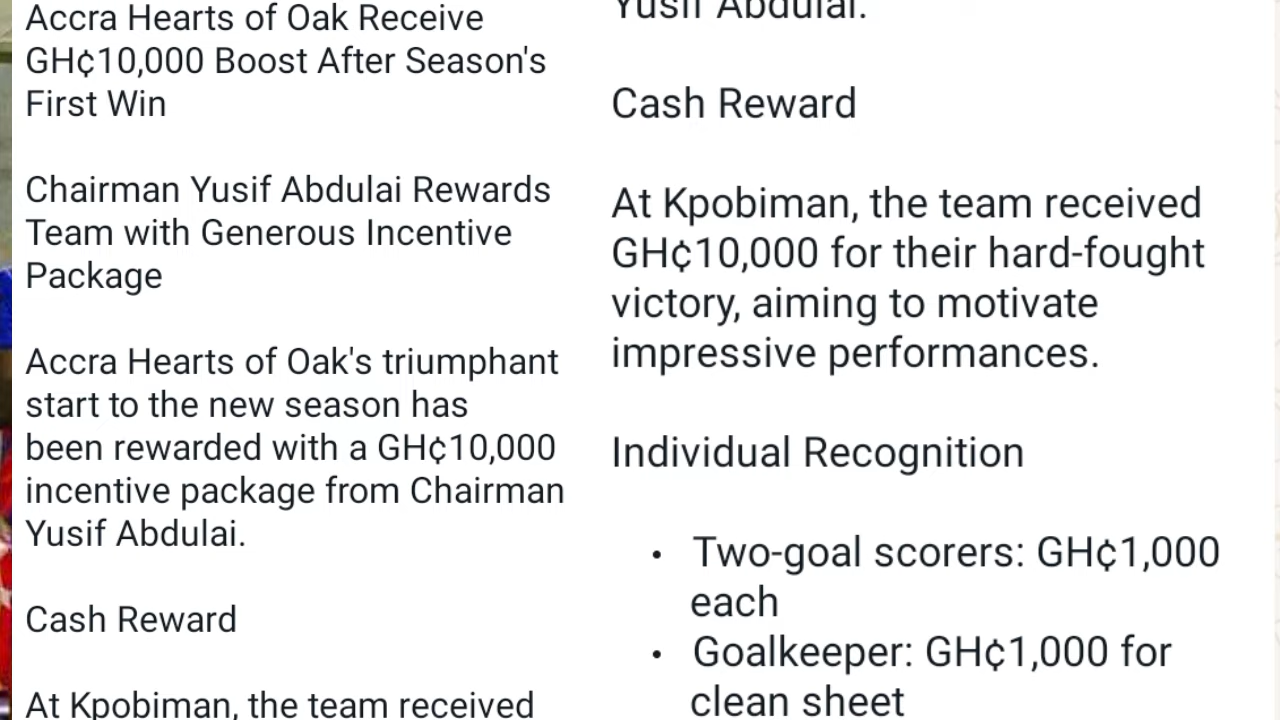 Accra Hearts of Oak Receive
GH¢10,000 Boost After Season's
First Win
Chairman Yusif Abdulai Rewards
Team with Generous Incentive
Package
Accra Hearts of Oak's triumphant
start to the new season has
been rewarded with a GH¢10,000
incentive package from Chairman
Yusif Abdulai.
Cash Reward
At Kpobiman, the team received
Yusif Abdulai.
Cash Reward
At Kpobiman, the team received
GH¢10,000 for their hard-fought
victory, aiming to motivate
impressive performances.
Individual Recognition
• Two-goal scorers: GH¢1,000
each
• Goalkeeper: GH¢1,000 for
clean sheet